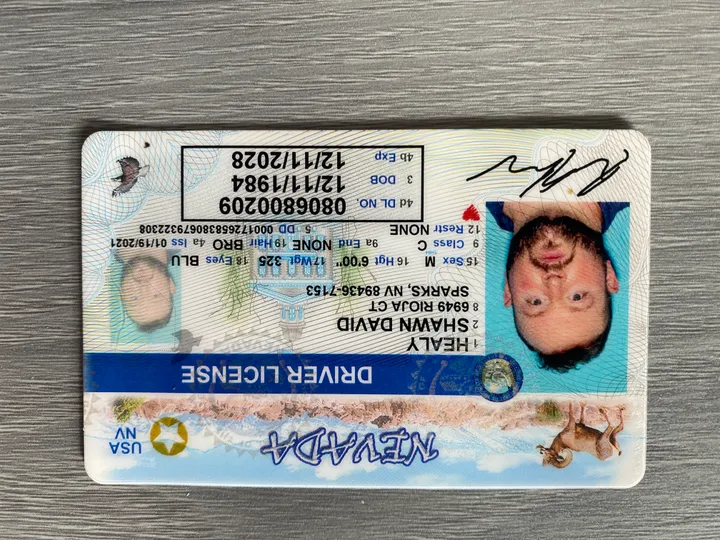 NEVADA
USA
NV
DRIVER LICENSE
1 HEALY
2 SHAWN DAVID
8 6949 RIOJA CT
SPARKS, NV 89436-7153
15 Sex M 16 Hgt 6'00" 17 Wgt 325 18 Eyes BLU
9 Class C 9a End NONE 19 Hair BRO 4a Iss 01/19/2021
12 Restr NONE 5 DD 00017265838067932308
4d DL NO. 0806800209
3 DOB 12/11/1984
4b Exp 12/11/2028